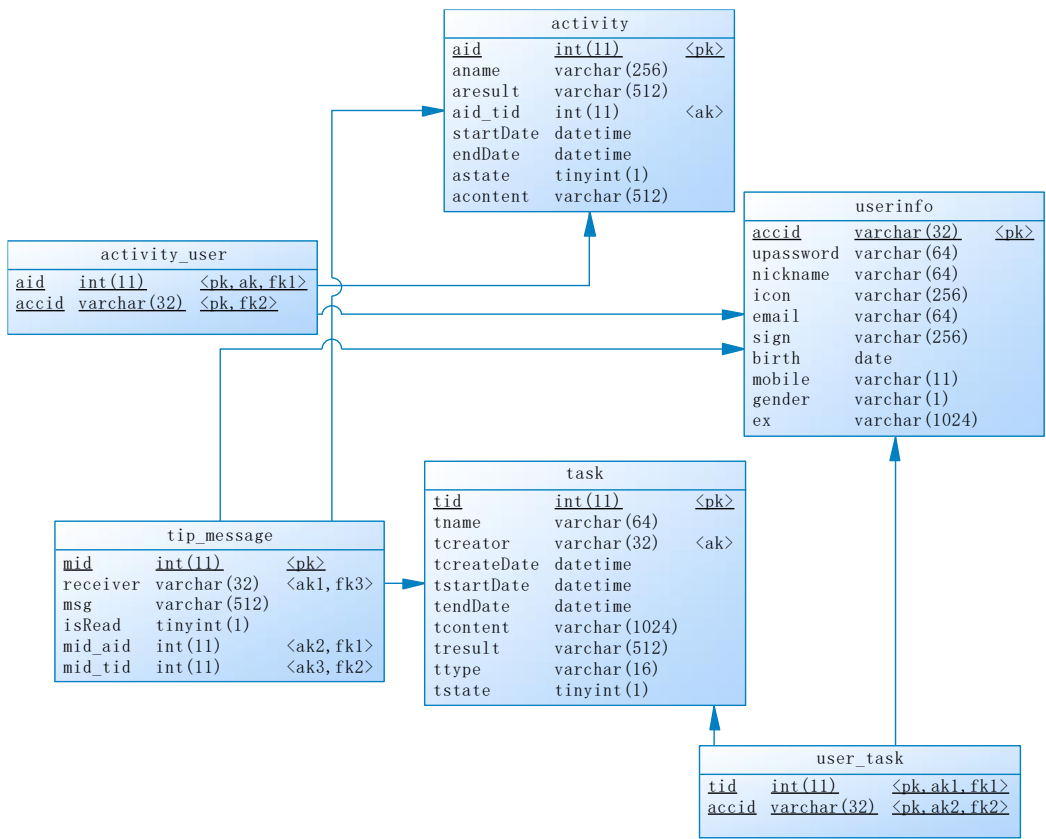 activity
aid int(11) <pk>
aname varchar(256)
aresult varchar(512)
aid_tid int(11) <ak>
startDate datetime
endDate datetime
astate tinyint(1)
acontent varchar(512)
userinfo
accid varchar(32) <pk>
upassword varchar(64)
nickname varchar(64)
icon varchar(256)
email varchar(64)
sign varchar(256)
birth date
mobile varchar(11)
gender varchar(1)
ex varchar(1024)
activity_user
aid int(11) <pk,ak,fk1>
accid varchar(32) <pk,fk2>
task
tid int(11) <pk>
tname varchar(64)
tcreator varchar(32) <ak>
tcreateDate datetime
tstartDate datetime
tendDate datetime
tcontent varchar(1024)
tresult varchar(512)
ttype varchar(16)
tstate tinyint(1)
tip_message
mid int(11) <pk>
receiver varchar(32) <ak1,fk3>
msg varchar(512)
isRead tinyint(1)
mid_aid int(11) <ak2,fk1>
mid_tid int(11) <ak3,fk2>
user_task
tid int(11) <pk,ak1,fk1>
accid varchar(32) <pk,ak2,fk2>